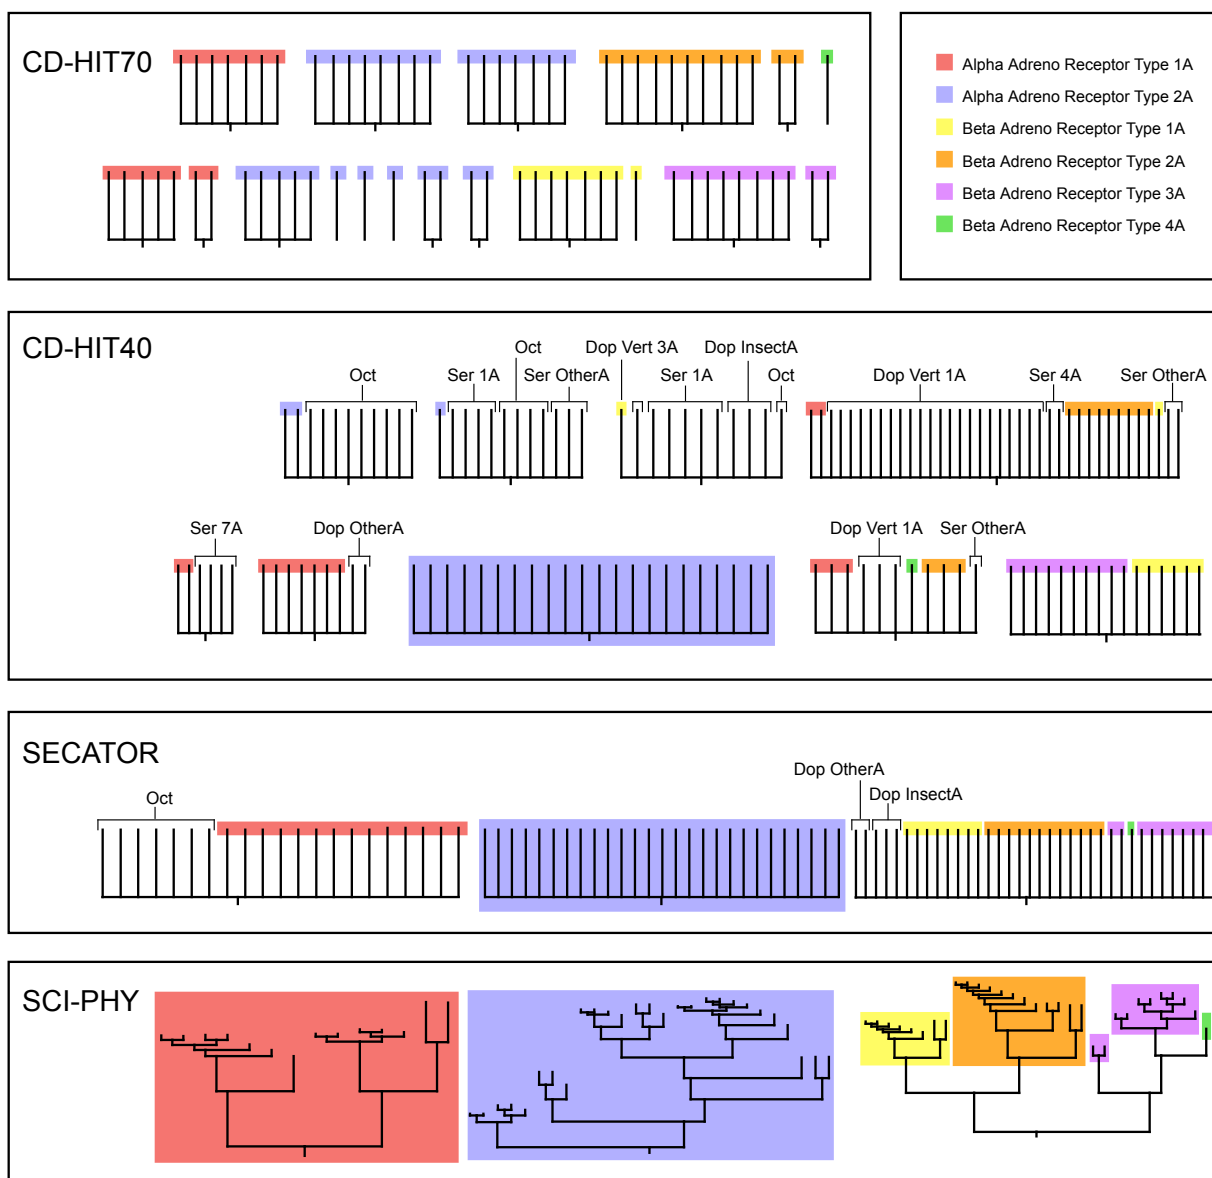 CD-HIT70
Alpha Adreno Receptor Type 1A
Alpha Adreno Receptor Type 2A
Beta Adreno Receptor Type 1A
Beta Adreno Receptor Type 2A
Beta Adreno Receptor Type 3A
Beta Adreno Receptor Type 4A
CD-HIT40
Oct Dop Vert 3A Dop InsectA
Oct Ser 1A Ser OtherA Ser 1A Oct Dop Vert 1A Ser 4A Ser OtherA
Ser 7A Dop OtherA Dop Vert 1A Ser OtherA
SECATOR
Dop OtherA
Oct Dop InsectA
SCI-PHY